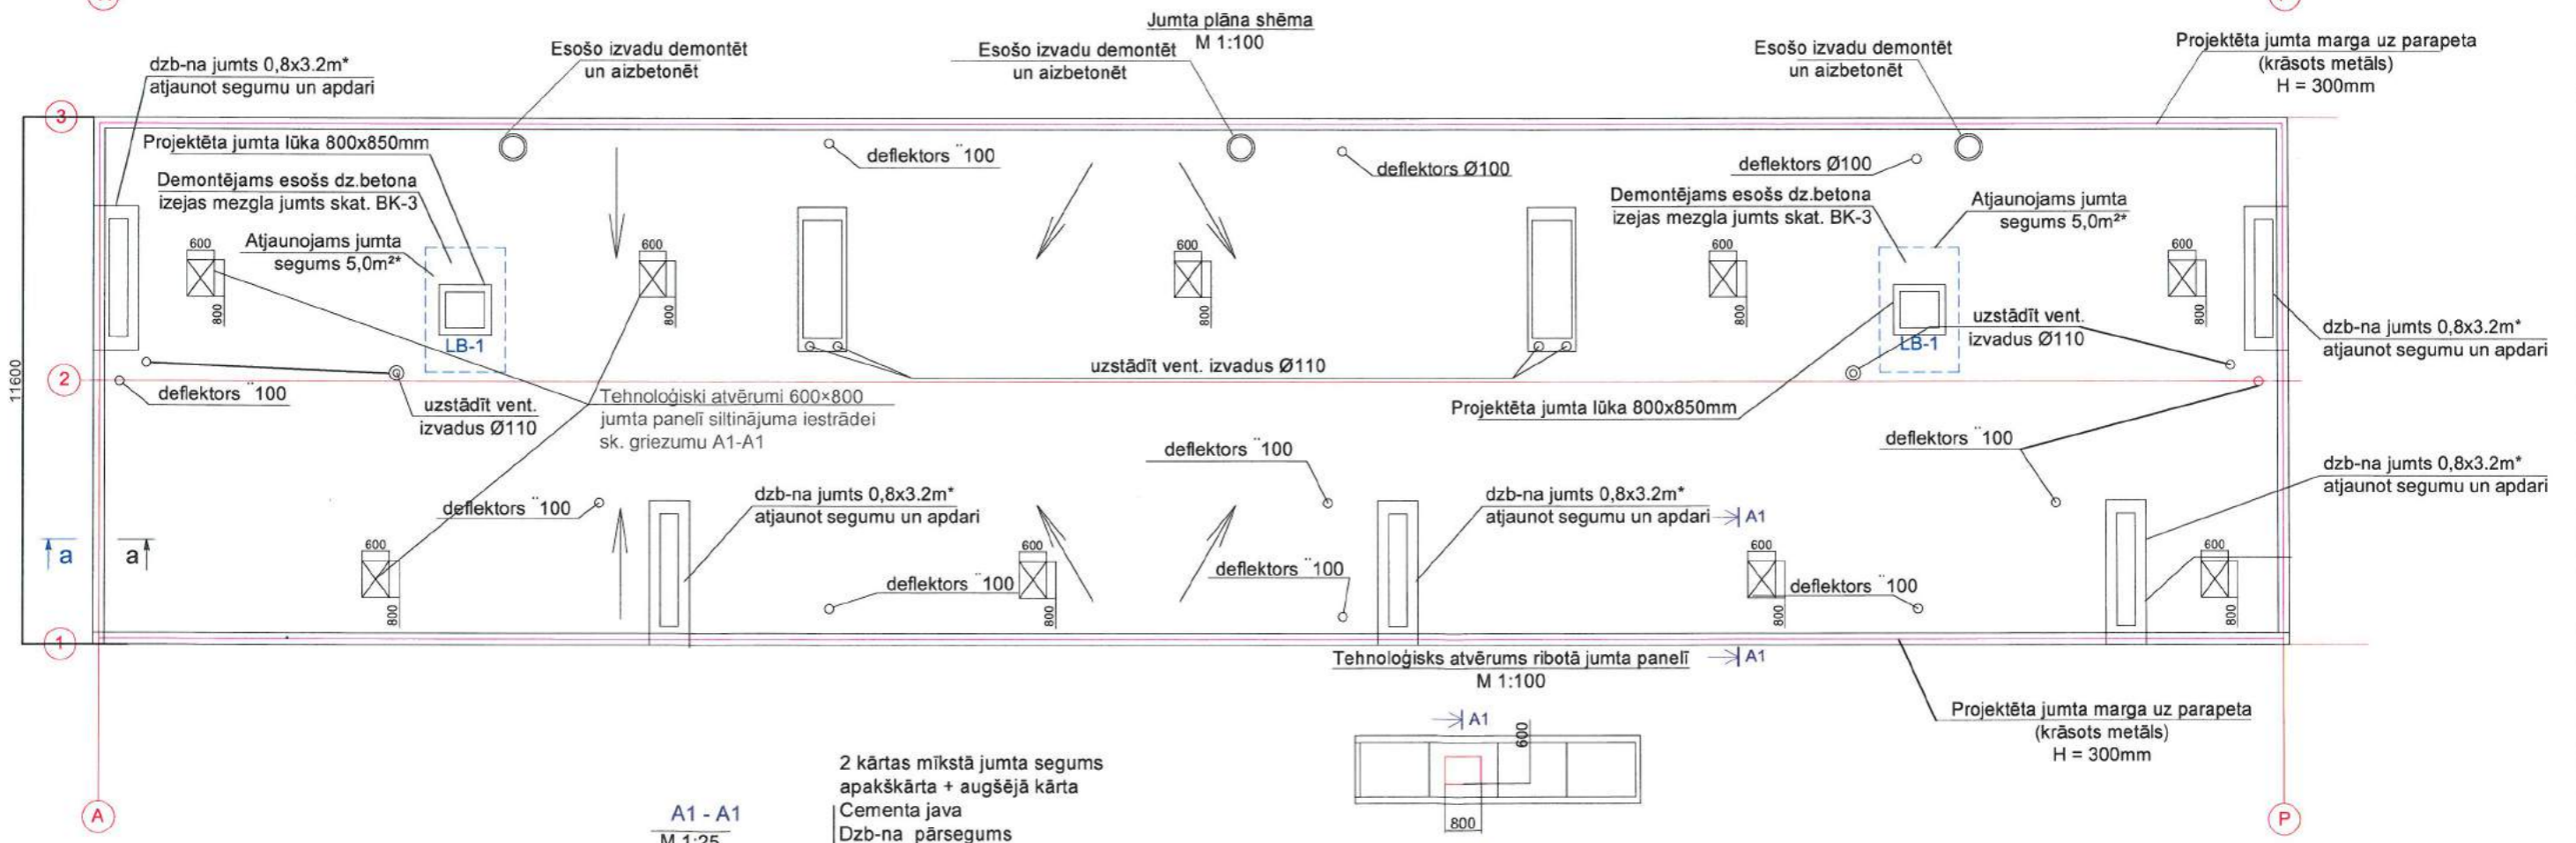 Jumta plāna shēma
M 1:100
dzb-na jumts 0,8x3.2m*
atjaunot segumu un apdari
Esošo izvadu demontēt
un aizbetonēt
Esošo izvadu demontēt
un aizbetonēt
Esošo izvadu demontēt
un aizbetonēt
Projektēta jumta marga uz parapeta
(krāsots metāls)
H = 300mm
3
Projektēta jumta lūka 800x850mm
deflektors ¨100
deflektors Ø100
deflektors Ø100
Demontējams esošs dz.betona
izejas mezgla jumts skat. BK-3
Demontējams esošs dz.betona
izejas mezgla jumts skat. BK-3
Atjaunojams jumta
segums 5,0m²*
Atjaunojams jumta
segums 5,0m²*
600
800
600
800
600
800
600
800
600
800
LB-1
LB-1
uzstādīt vent.
izvadus Ø110
dzb-na jumts 0,8x3.2m*
atjaunot segumu un apdari
11600
2
deflektors ¨100
uzstādīt vent.
izvadus Ø110
uzstādīt vent. izvadus Ø110
Tehnoloģiski atvērumi 600×800
jumta panelī siltinājuma iestrādei
sk. griezumu A1-A1
Projektēta jumta lūka 800x850mm
deflektors ¨100
deflektors ¨100
dzb-na jumts 0,8x3.2m*
atjaunot segumu un apdari
deflektors ¨100
dzb-na jumts 0,8x3.2m*
atjaunot segumu un apdari
dzb-na jumts 0,8x3.2m*
atjaunot segumu un apdari
A1
a
a
600
800
deflektors ¨100
600
800
deflektors ¨100
600
800
deflektors ¨100
600
800
1
Tehnoloģisks atvērums ribotā jumta panelī
M 1:100
A1
Projektēta jumta marga uz parapeta
(krāsots metāls)
H = 300mm
A1
600
800
2 kārtas mīkstā jumta segums
apakškārta + augšējā kārta
Cementa java
Dzb-na pārsegums
A1 - A1
M 1:25
A
P